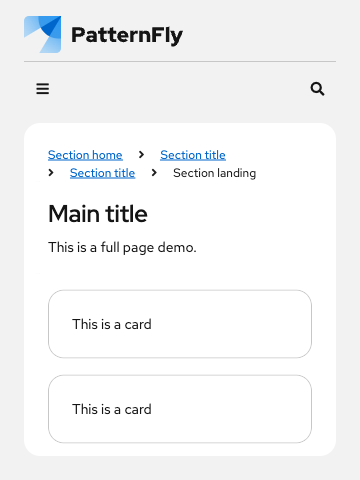 PatternFly
Section home > Section title
> Section title > Section landing
Main title
This is a full page demo.
This is a card
This is a card